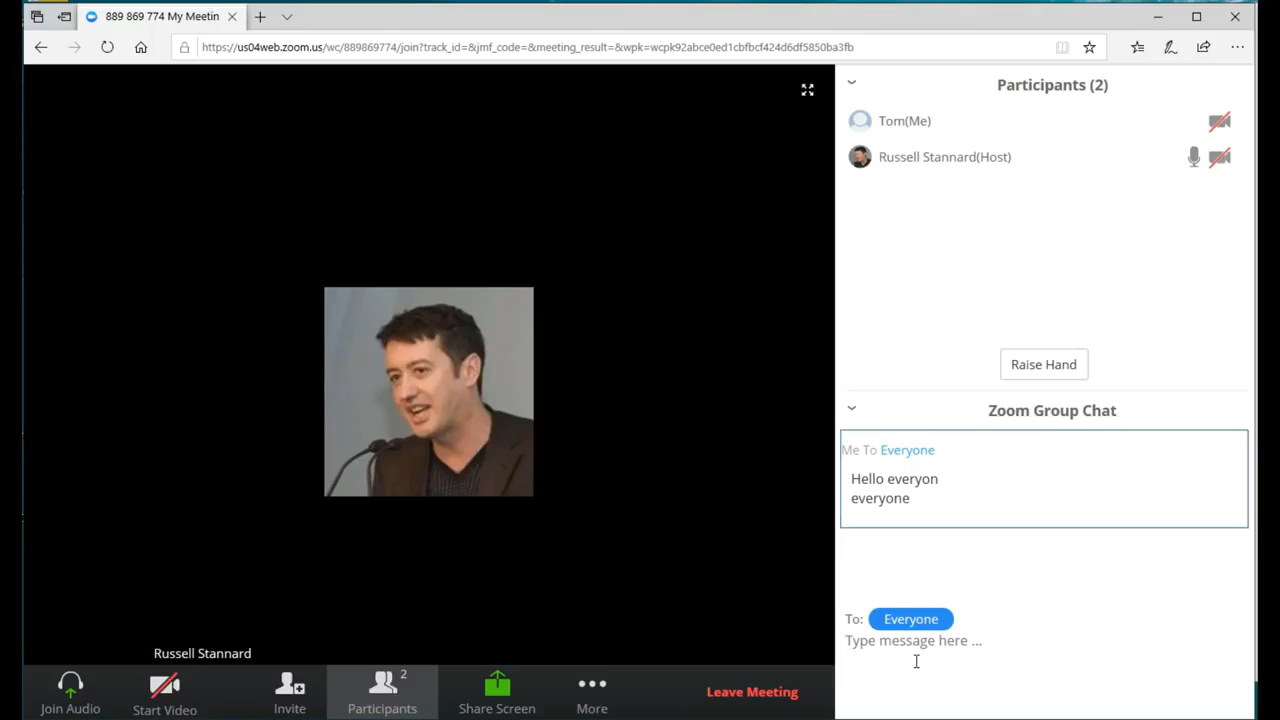 889 869 774 My Meetin
https://us04web.zoom.us/wc/889869774/join?track_id=&jmf_code=&meeting_result=&wpk=wcpk92abce0ed1cbfbcf424d6df5850ba3fb
Participants (2)
Tom(Me)
Russell Stannard(Host)
Raise Hand
Zoom Group Chat
Me To Everyone
Hello everyon
everyone
To: Everyone
Type message here ...
Russell Stannard
Join Audio
Start Video
Invite
2
Participants
Share Screen
More
Leave Meeting